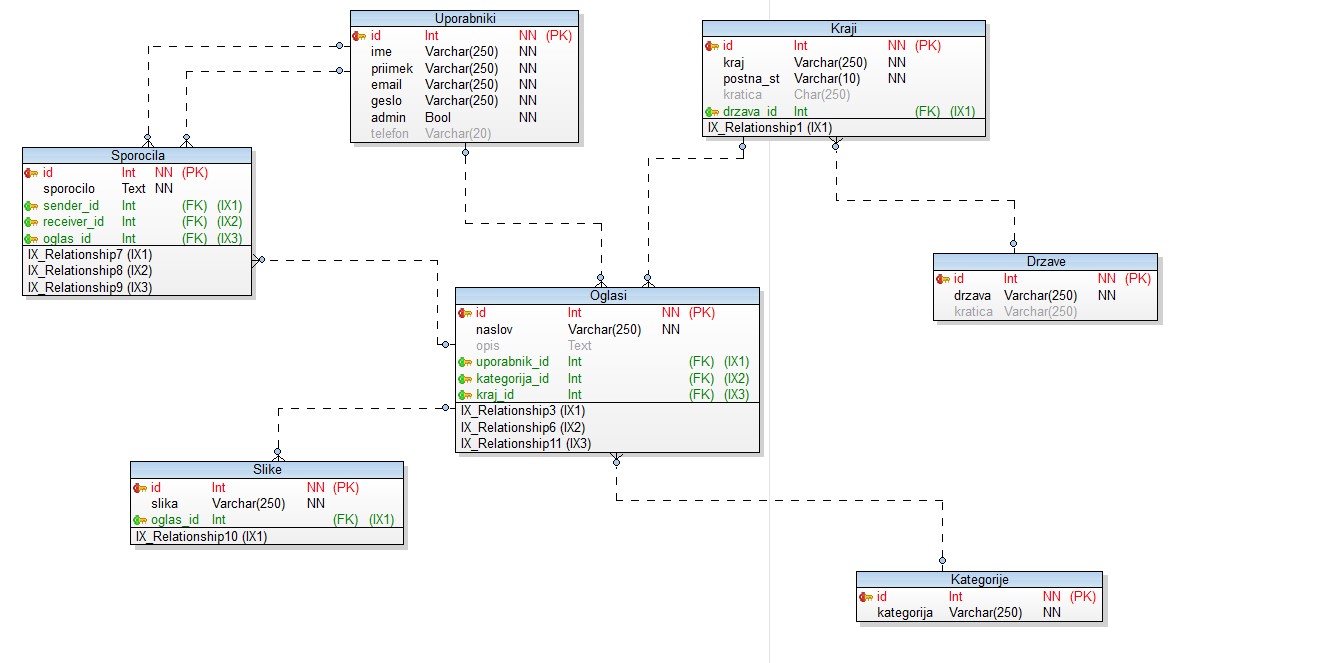 Uporabniki
id Int NN (PK)
ime Varchar(250) NN
priimek Varchar(250) NN
email Varchar(250) NN
geslo Varchar(250) NN
admin Bool NN
telefon Varchar(20)
Kraji
id Int NN (PK)
kraj Varchar(250) NN
postna_st Varchar(10) NN
kratica Char(250)
drzava_id Int (FK) (IX1)
IX_Relationship1 (IX1)
Sporocila
id Int NN (PK)
sporocilo Text NN
sender_id Int (FK) (IX1)
receiver_id Int (FK) (IX2)
oglas_id Int (FK) (IX3)
IX_Relationship7 (IX1)
IX_Relationship8 (IX2)
IX_Relationship9 (IX3)
Drzave
id Int NN (PK)
drzava Varchar(250) NN
kratica Varchar(250)
Oglasi
id Int NN (PK)
naslov Varchar(250) NN
opis Text
uporabnik_id Int (FK) (IX1)
kategorija_id Int (FK) (IX2)
kraj_id Int (FK) (IX3)
IX_Relationship3 (IX1)
IX_Relationship6 (IX2)
IX_Relationship11 (IX3)
Slike
id Int NN (PK)
slika Varchar(250) NN
oglas_id Int (FK) (IX1)
IX_Relationship10 (IX1)
Kategorije
id Int NN (PK)
kategorija Varchar(250) NN